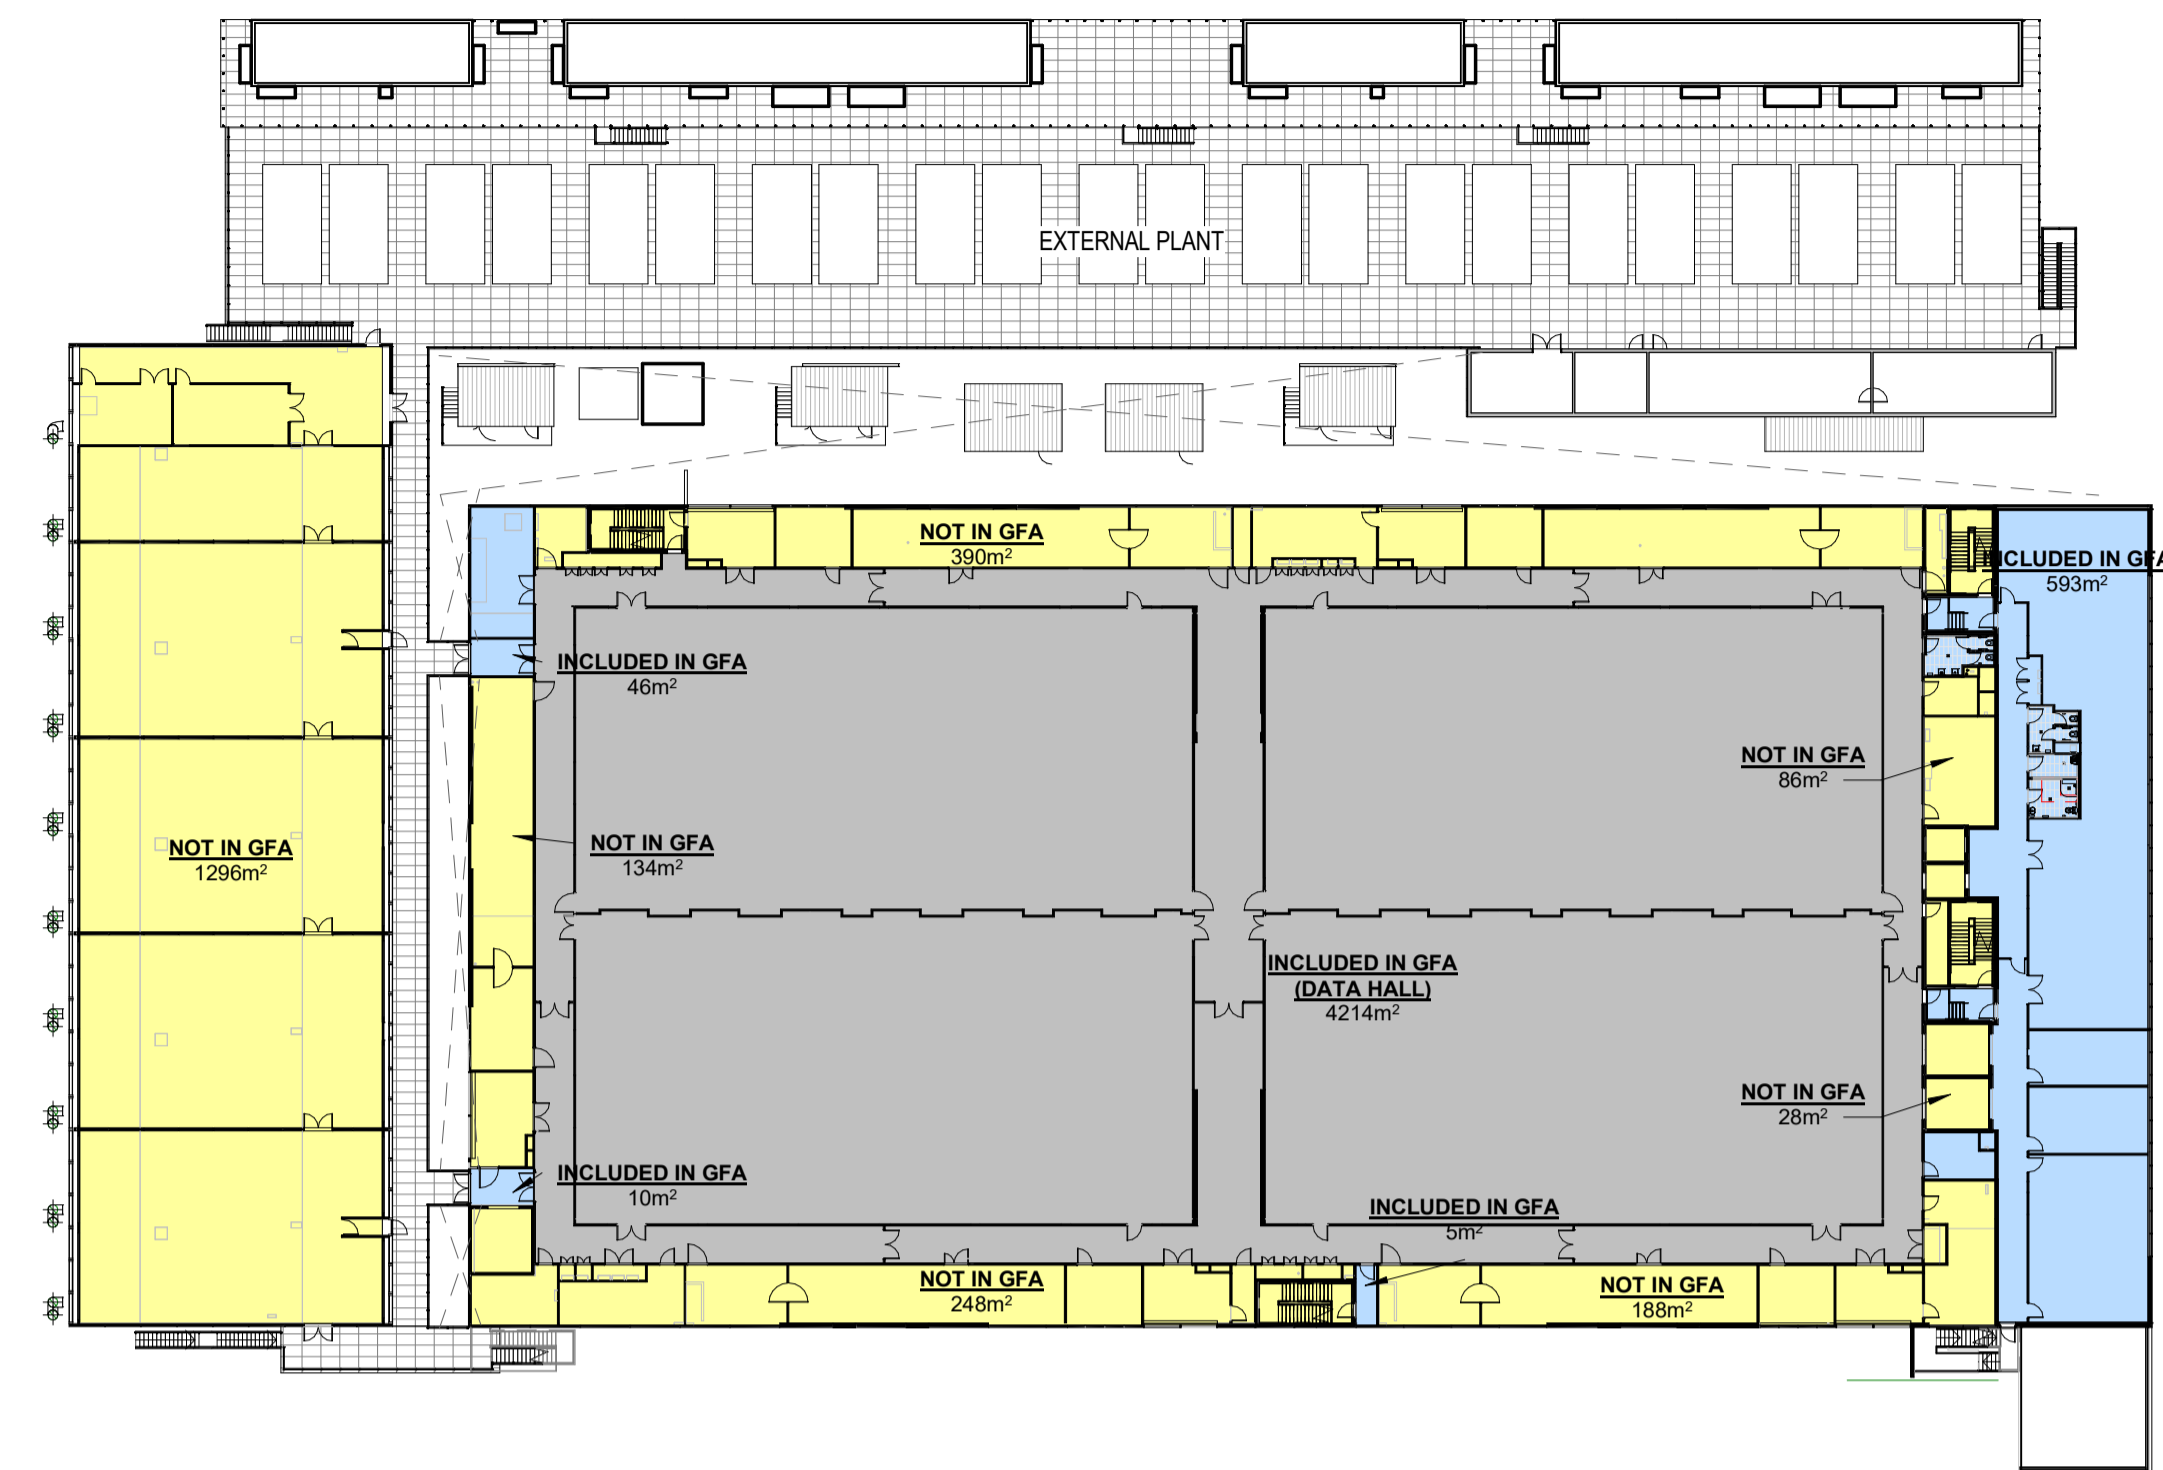 EXTERNAL PLANT
NOT IN GFA
390m²
INCLUDED IN GFA
593m²
INCLUDED IN GFA
46m²
NOT IN GFA
86m²
NOT IN GFA
134m²
NOT IN GFA
1296m²
INCLUDED IN GFA
(DATA HALL)
4214m²
NOT IN GFA
28m²
INCLUDED IN GFA
10m²
INCLUDED IN GFA
5m²
NOT IN GFA
248m²
NOT IN GFA
188m²